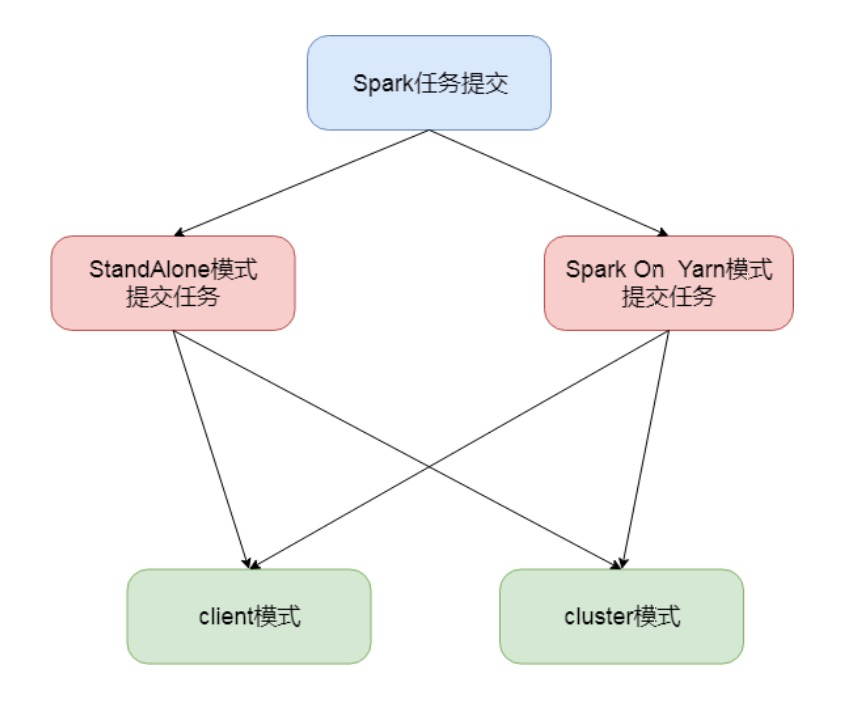 Spark任务提交
StandAlone模式
提交任务
Spark On Yarn模式
提交任务
client模式
cluster模式